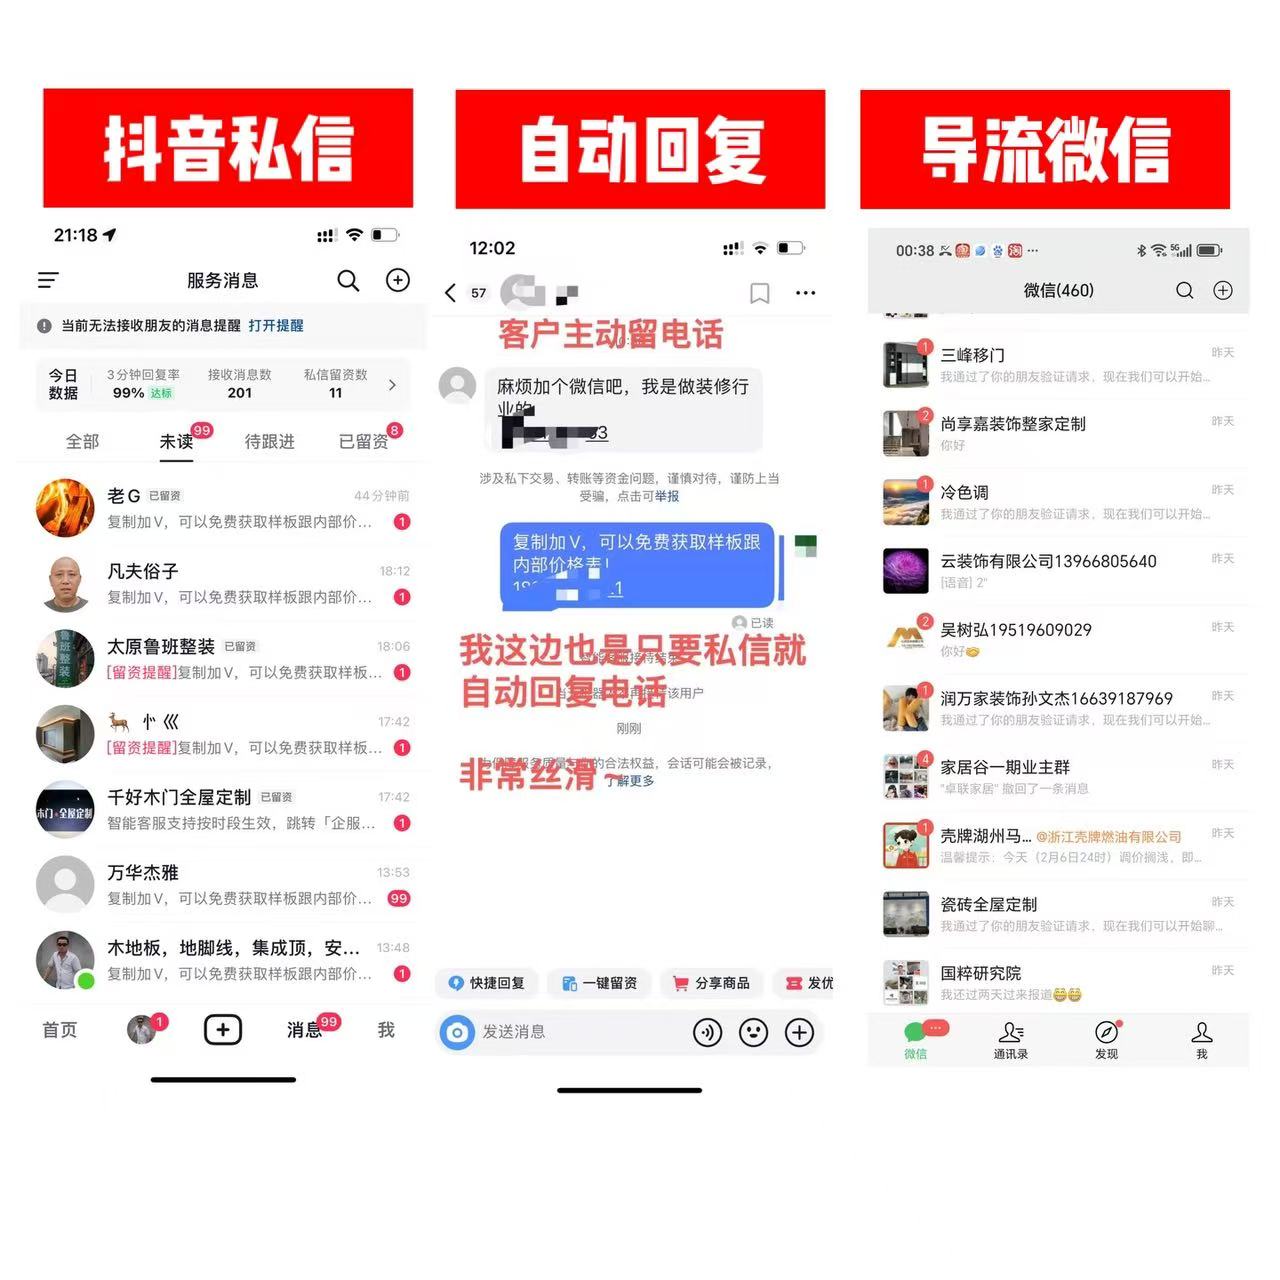 抖音私信
21:18
服务消息
当前无法接收朋友的消息提醒 打开提醒
今日数据
3分钟回复率
99% 达标
接收消息数
201
私信留资数
11
全部
未读 99
待跟进
已留资 8
老G 已留资 44分钟前
复制加V，可以免费获取样板跟内部价... 1
凡夫俗子 18:12
复制加V，可以免费获取样板跟内部价... 1
太原鲁班整装 已留资 18:06
[留资提醒]复制加V，可以免费获取样板... 1
17:42
[留资提醒]复制加V，可以免费获取样板... 1
千好木门全屋定制 已留资 17:42
智能客服支持按时段生效，跳转「企服... 1
万华杰雅 13:53
复制加V，可以免费获取样板跟内部价... 99
木地板，地脚线，集成顶，安... 13:48
复制加V，可以免费获取样板跟内部价... 1
首页
1
消息 99
我
自动回复
12:02
57
客户主动留电话
麻烦加个微信吧，我是做装修行
业的
涉及私下交易、转账等资金问题，谨慎对待，谨防上当
受骗，点击可举报
复制加V，可以免费获取样板跟
内部价格表！
已读
我这边也是只要私信就
自动回复电话
刚刚
非常丝滑~
了解更多
快捷回复
一键留资
分享商品
发优
发送消息
导流微信
00:38
微信(460)
三峰移门 昨天
1
我通过了你的朋友验证请求，现在我们可以开始...
尚享嘉装饰整家定制 昨天
2
你好
冷色调 昨天
1
我通过了你的朋友验证请求，现在我们可以开始...
云装饰有限公司13966805640 昨天
[语音] 2"
吴树弘19519609029 昨天
2
你好
润万家装饰孙文杰16639187969 昨天
1
我通过了你的朋友验证请求，现在我们可以开始...
家居谷一期业主群 昨天
4
"卓联家居" 撤回了一条消息
壳牌湖州马... @浙江壳牌燃油有限公司 昨天
1
温馨提示：今天（2月6日24时）调价搁浅，即...
瓷砖全屋定制 昨天
我通过了你的朋友验证请求，现在我们可以开始聊...
国粹研究院 昨天
我还过两天过来报道
微信
通讯录
发现
我